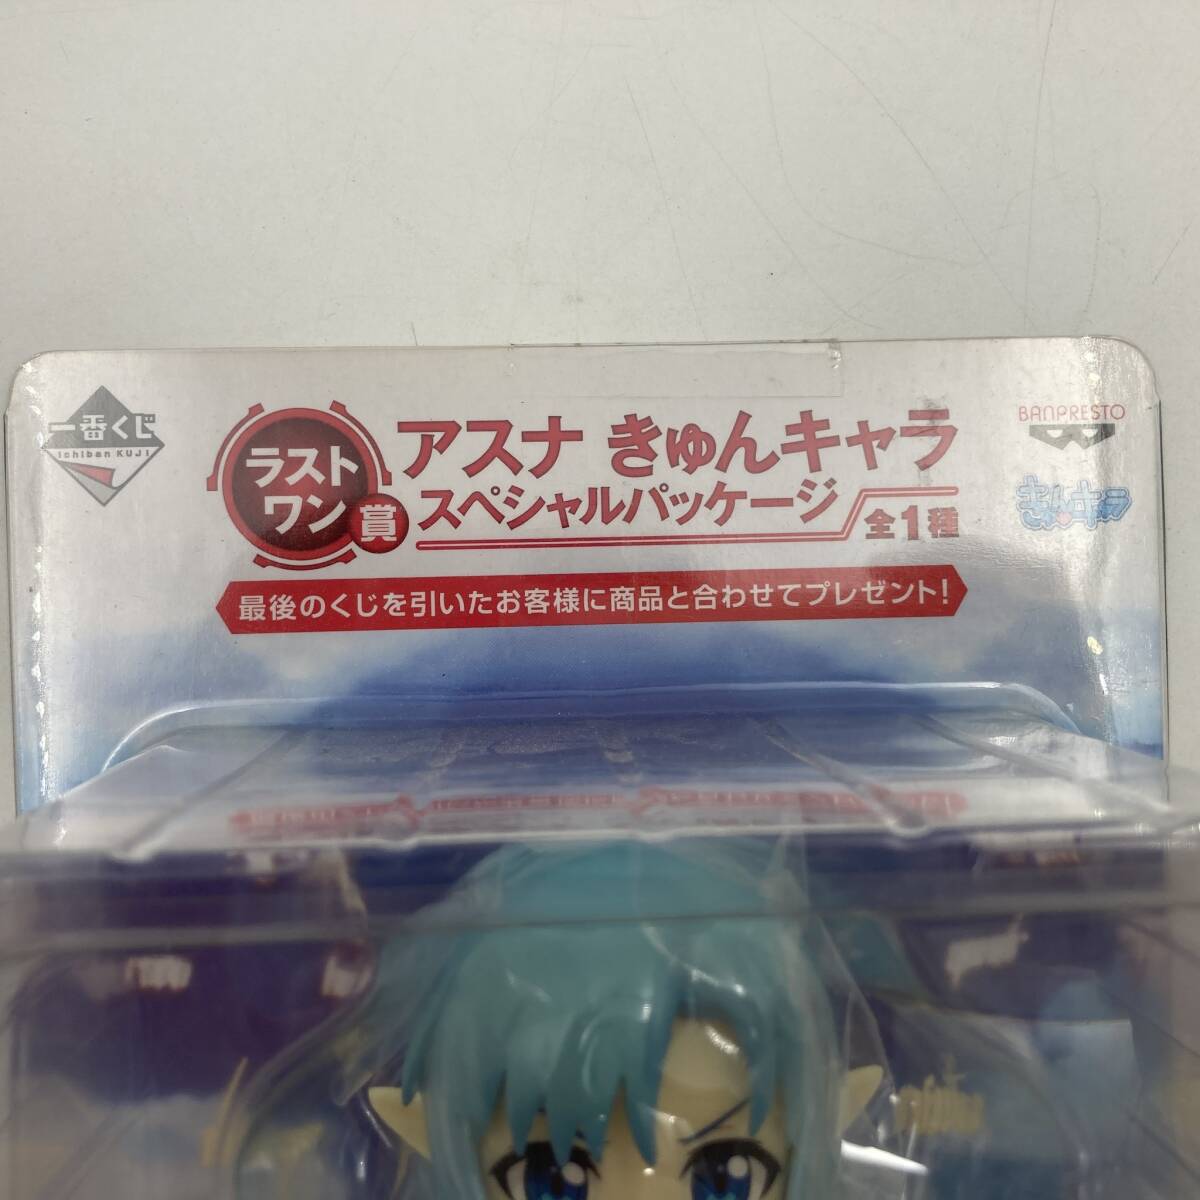 一番くじ
Ichiban KUJI
ラスト
ワン
賞
アスナ きゅんキャラ
スペシャルパッケージ
全1種
最後のくじを引いたお客様に商品と合わせてプレゼント!
BANPRESTO
きゅんキャラ